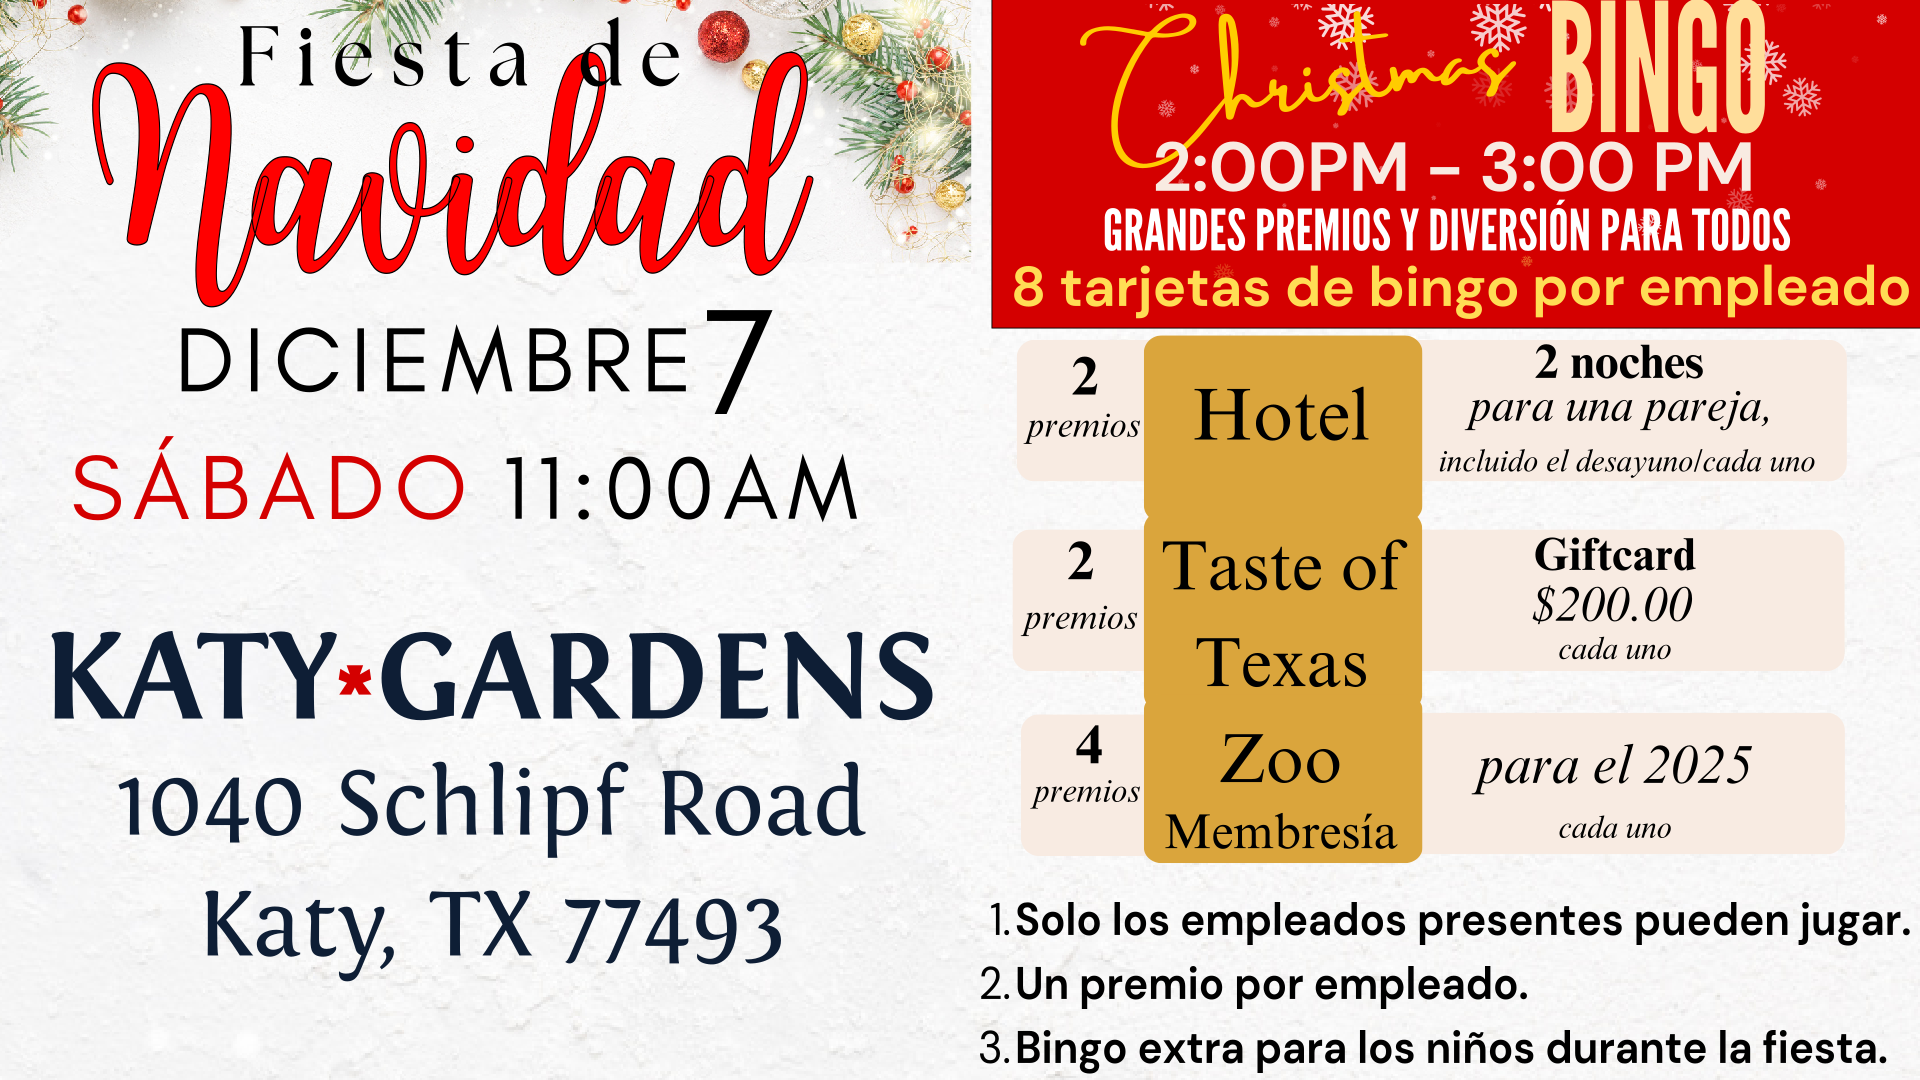 Fiesta de
Navidad
DICIEMBRE 7
SÁBADO 11:00AM
KATY*GARDENS
1040 Schlipf Road
Katy, TX 77493
Christmas BINGO
2:00PM – 3:00 PM
GRANDES PREMIOS Y DIVERSIÓN PARA TODOS
8 tarjetas de bingo por empleado
2
premios
Hotel
2 noches
para una pareja,
incluido el desayuno/cada uno
2
premios
Taste of
Texas
Giftcard
$200.00
cada uno
4
premios
Zoo
Membresía
para el 2025
cada uno
1. Solo los empleados presentes pueden jugar.
2. Un premio por empleado.
3. Bingo extra para los niños durante la fiesta.